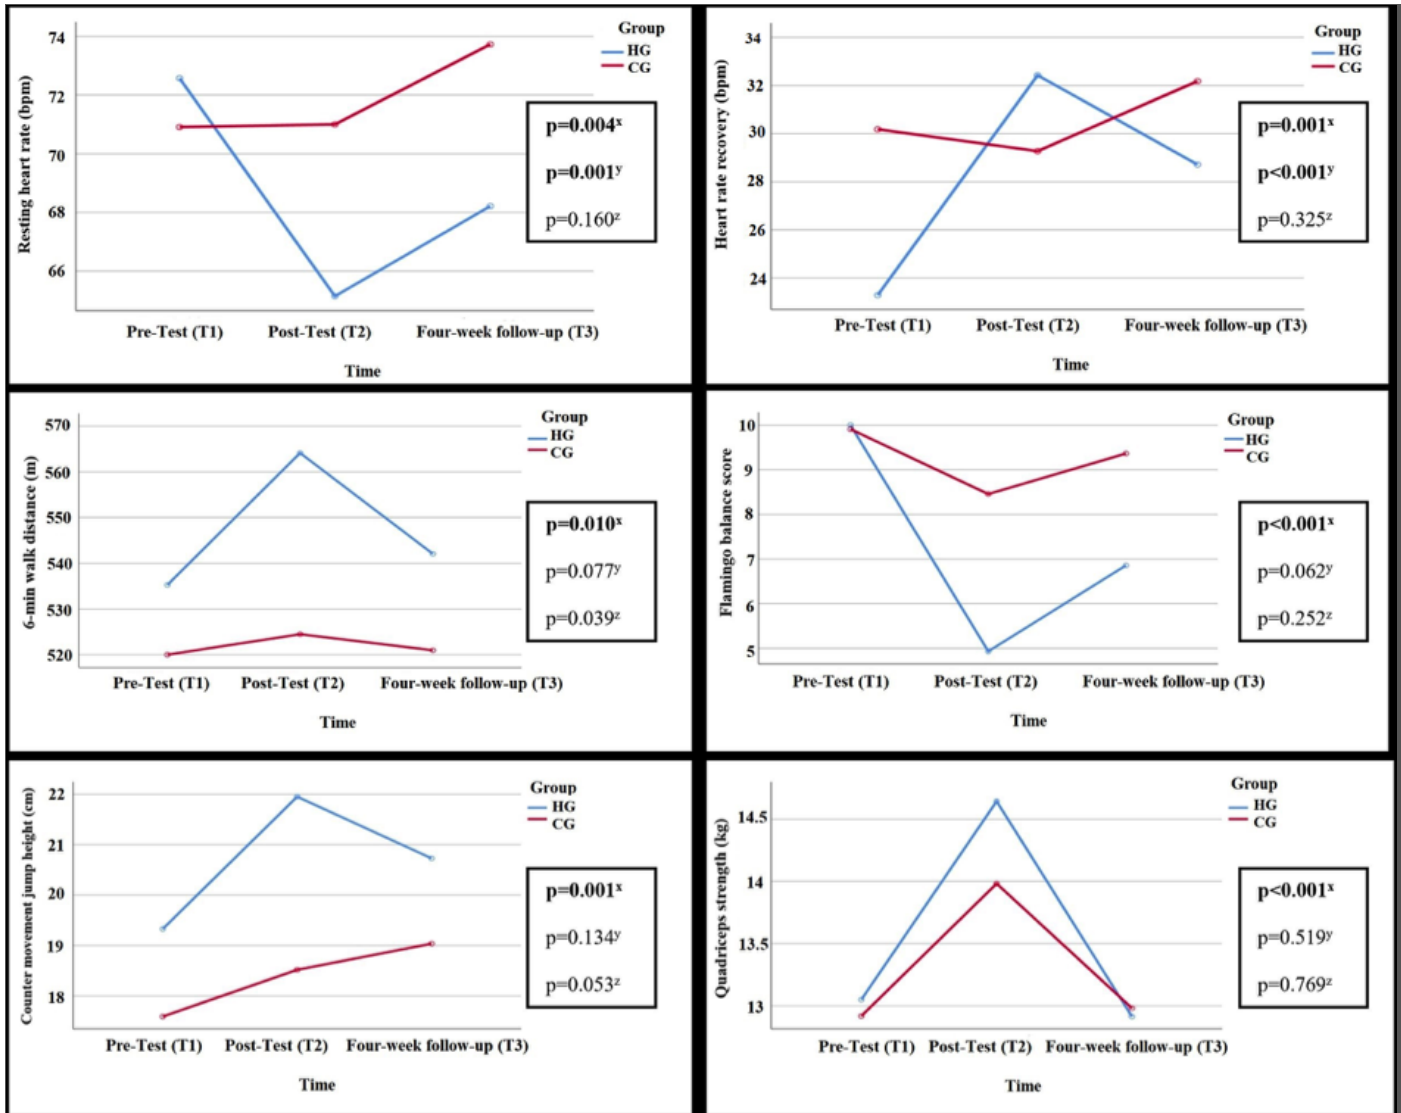 Group
HG
CG
Resting heart rate (bpm)
74
72
70
68
66
p=0.004ˣ
p=0.001ʸ
p=0.160ᶻ
Pre-Test (T1) Post-Test (T2) Four-week follow-up (T3)
Time
Group
HG
CG
Heart rate recovery (bpm)
34
32
30
28
26
24
p=0.001ˣ
p<0.001ʸ
p=0.325ᶻ
Pre-Test (T1) Post-Test (T2) Four-week follow-up (T3)
Time
Group
HG
CG
6-min walk distance (m)
570
560
550
540
530
520
p=0.010ˣ
p=0.077ʸ
p=0.039ᶻ
Pre-Test (T1) Post-Test (T2) Four-week follow-up (T3)
Time
Group
HG
CG
Flamingo balance score
10
9
8
7
6
5
p<0.001ˣ
p=0.062ʸ
p=0.252ᶻ
Pre-Test (T1) Post-Test (T2) Four-week follow-up (T3)
Time
Group
HG
CG
Counter movement jump height (cm)
22
21
20
19
18
p=0.001ˣ
p=0.134ʸ
p=0.053ᶻ
Pre-Test (T1) Post-Test (T2) Four-week follow-up (T3)
Time
Group
HG
CG
Quadriceps strength (kg)
14.5
14
13.5
13
p<0.001ˣ
p=0.519ʸ
p=0.769ᶻ
Pre-Test (T1) Post-Test (T2) Four-week follow-up (T3)
Time